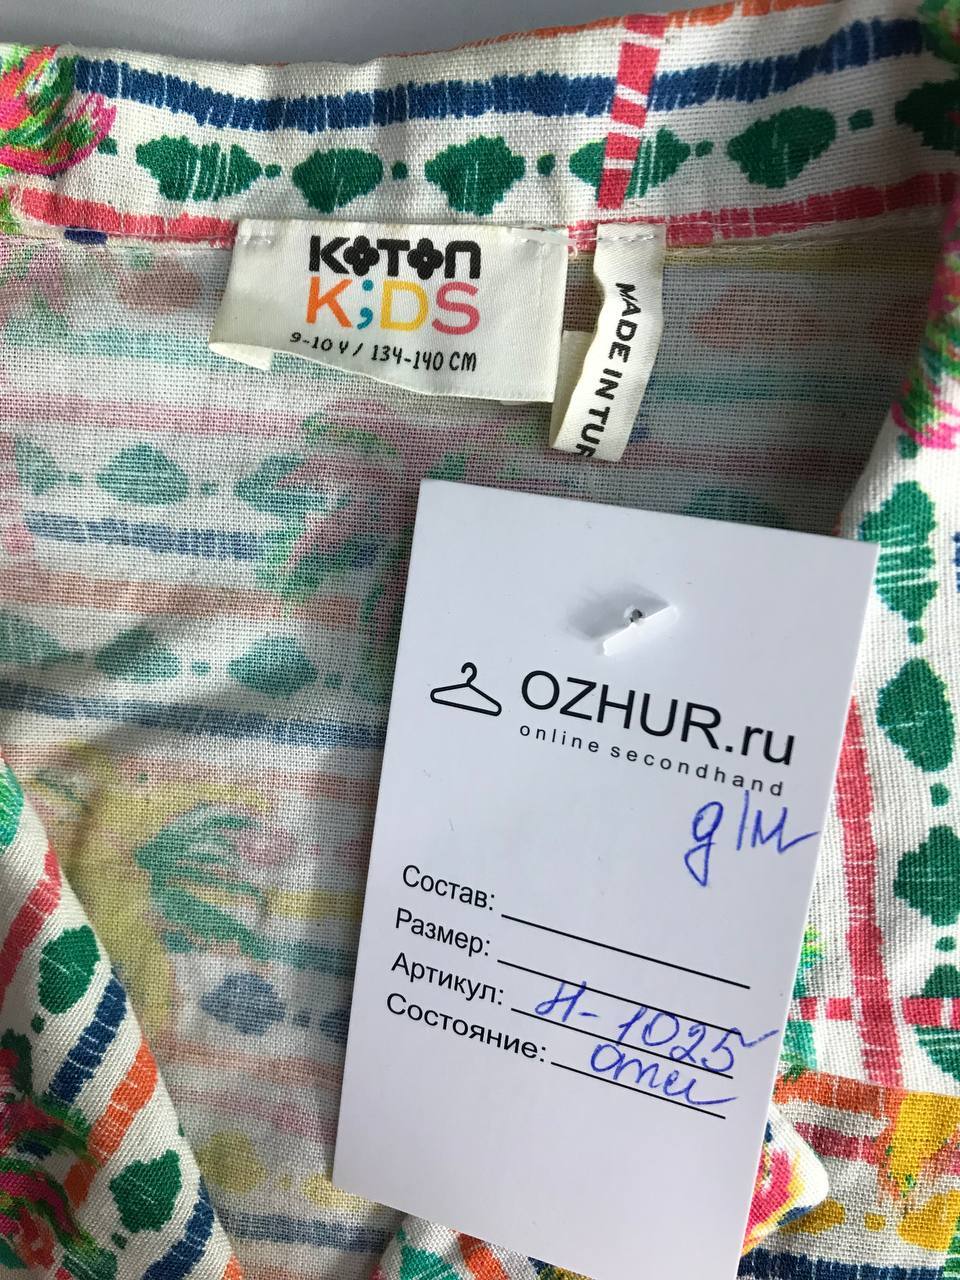 KOTON
K;DS
9-10 Y / 134-140 CM
MADE IN TUR
OZHUR.ru
online secondhand
д/м
Состав:
Размер:
Артикул: Н-1025
Состояние: отл